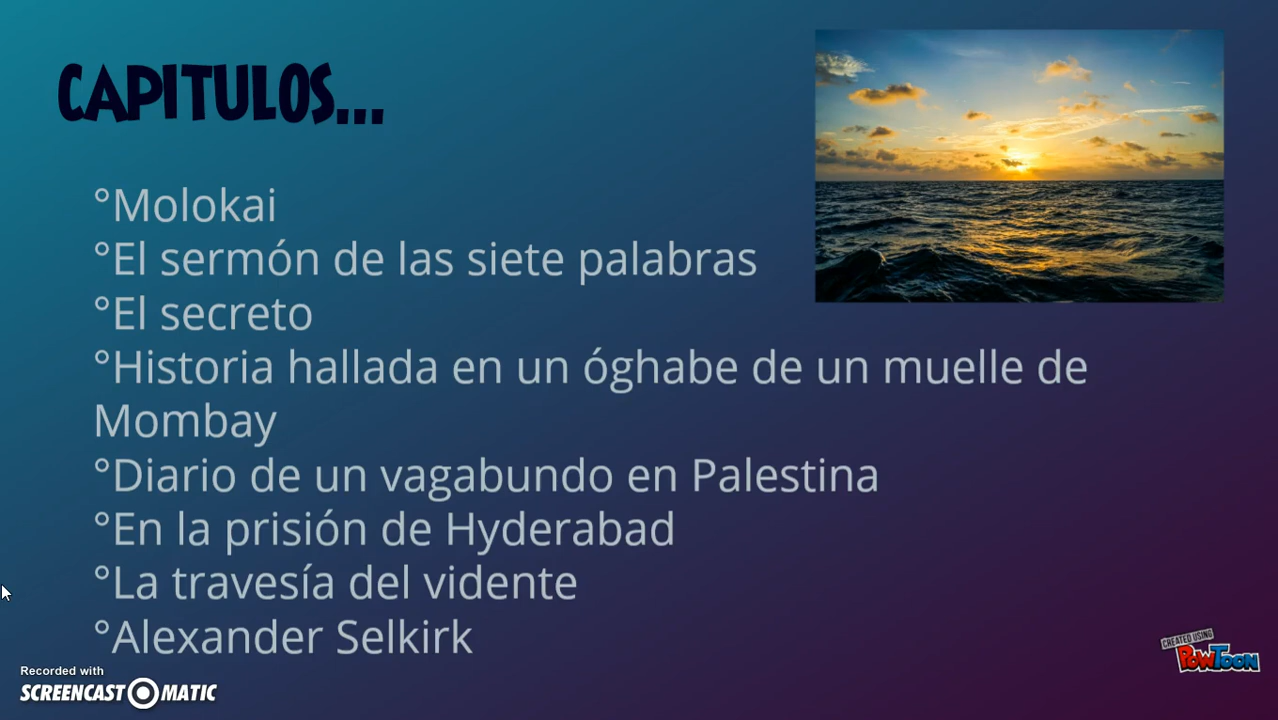 CAPITULOS...
°Molokai
°El sermón de las siete palabras
°El secreto
°Historia hallada en un óghabe de un muelle de
Mombay
°Diario de un vagabundo en Palestina
°En la prisión de Hyderabad
°La travesía del vidente
°Alexander Selkirk
CREATED USING
POWTOON
Recorded with
SCREENCAST-O-MATIC